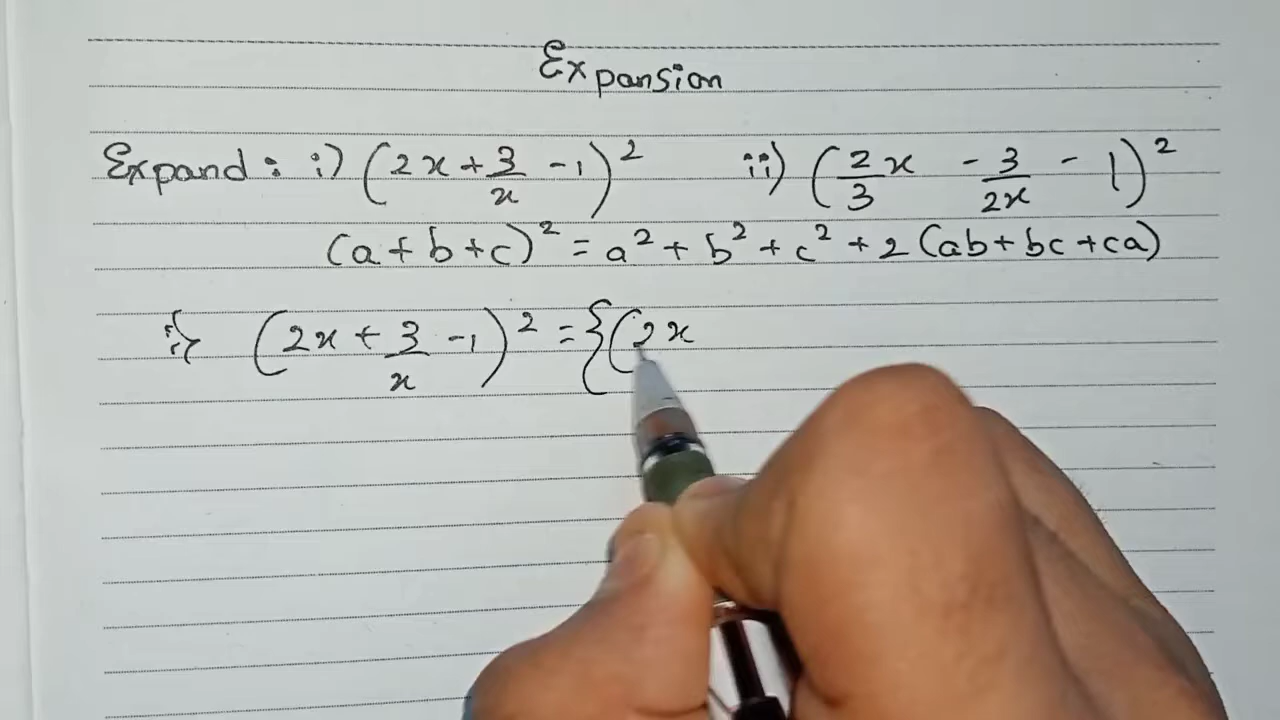 Expansion
Expand: i) (2x + 3/x - 1)² ii) (2/3 x - 3/2x - 1)²
(a + b + c)² = a² + b² + c² + 2 (ab + bc + ca)
i) (2x + 3/x - 1)² = {(2x